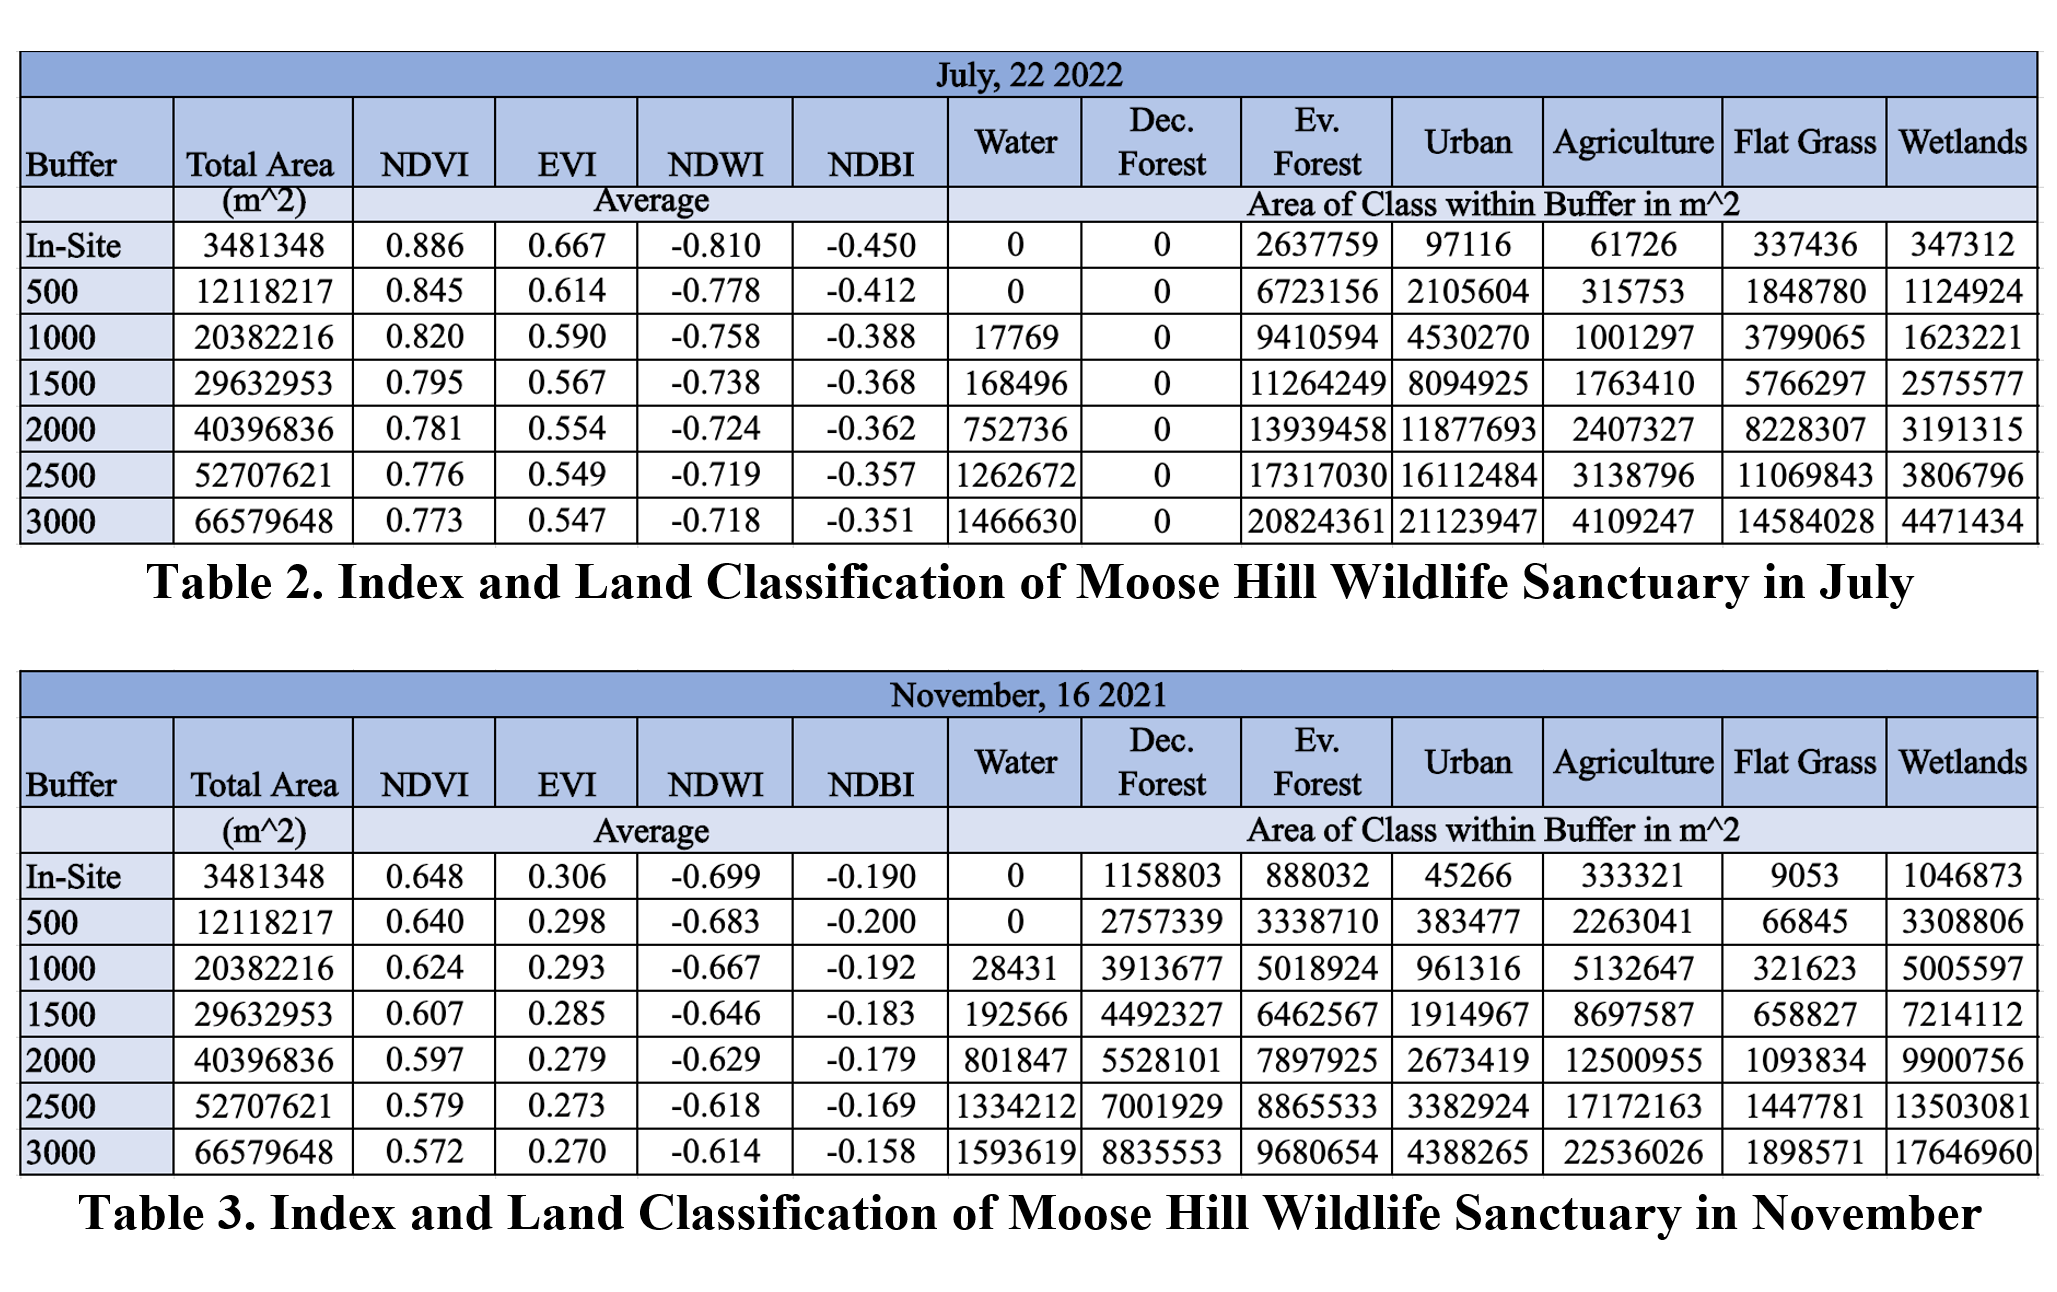 July, 22 2022
Buffer Total Area NDVI EVI NDWI NDBI Water Dec. Forest Ev. Forest Urban Agriculture Flat Grass Wetlands
(m^2) Average Area of Class within Buffer in m^2
In-Site 3481348 0.886 0.667 -0.810 -0.450 0 0 2637759 97116 61726 337436 347312
500 12118217 0.845 0.614 -0.778 -0.412 0 0 6723156 2105604 315753 1848780 1124924
1000 20382216 0.820 0.590 -0.758 -0.388 17769 0 9410594 4530270 1001297 3799065 1623221
1500 29632953 0.795 0.567 -0.738 -0.368 168496 0 11264249 8094925 1763410 5766297 2575577
2000 40396836 0.781 0.554 -0.724 -0.362 752736 0 13939458 11877693 2407327 8228307 3191315
2500 52707621 0.776 0.549 -0.719 -0.357 1262672 0 17317030 16112484 3138796 11069843 3806796
3000 66579648 0.773 0.547 -0.718 -0.351 1466630 0 20824361 21123947 4109247 14584028 4471434
Table 2. Index and Land Classification of Moose Hill Wildlife Sanctuary in July
November, 16 2021
Buffer Total Area NDVI EVI NDWI NDBI Water Dec. Forest Ev. Forest Urban Agriculture Flat Grass Wetlands
(m^2) Average Area of Class within Buffer in m^2
In-Site 3481348 0.648 0.306 -0.699 -0.190 0 1158803 888032 45266 333321 9053 1046873
500 12118217 0.640 0.298 -0.683 -0.200 0 2757339 3338710 383477 2263041 66845 3308806
1000 20382216 0.624 0.293 -0.667 -0.192 28431 3913677 5018924 961316 5132647 321623 5005597
1500 29632953 0.607 0.285 -0.646 -0.183 192566 4492327 6462567 1914967 8697587 658827 7214112
2000 40396836 0.597 0.279 -0.629 -0.179 801847 5528101 7897925 2673419 12500955 1093834 9900756
2500 52707621 0.579 0.273 -0.618 -0.169 1334212 7001929 8865533 3382924 17172163 1447781 13503081
3000 66579648 0.572 0.270 -0.614 -0.158 1593619 8835553 9680654 4388265 22536026 1898571 17646960
Table 3. Index and Land Classification of Moose Hill Wildlife Sanctuary in November